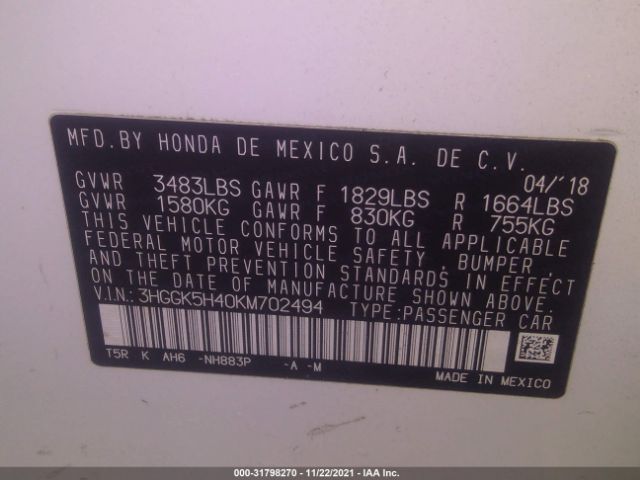 MFD.BY HONDA DE MEXICO S.A. DE C.V.
04/'18
GVWR 3483LBS GAWR F 1829LBS R 1664LBS
GVWR 1580KG GAWR F 830KG R 755KG
THIS VEHICLE CONFORMS TO ALL APPLICABLE
FEDERAL MOTOR VEHICLE SAFETY, BUMPER,
AND THEFT PREVENTION STANDARDS IN EFFECT
ON THE DATE OF MANUFACTURE SHOWN ABOVE.
V.I.N.: 3HGGK5H40KM702494 TYPE:PASSENGER CAR
T5R K AH6 -NH883P -A -M
MADE IN MEXICO
000-31798270 - 11/22/2021 - IAA Inc.